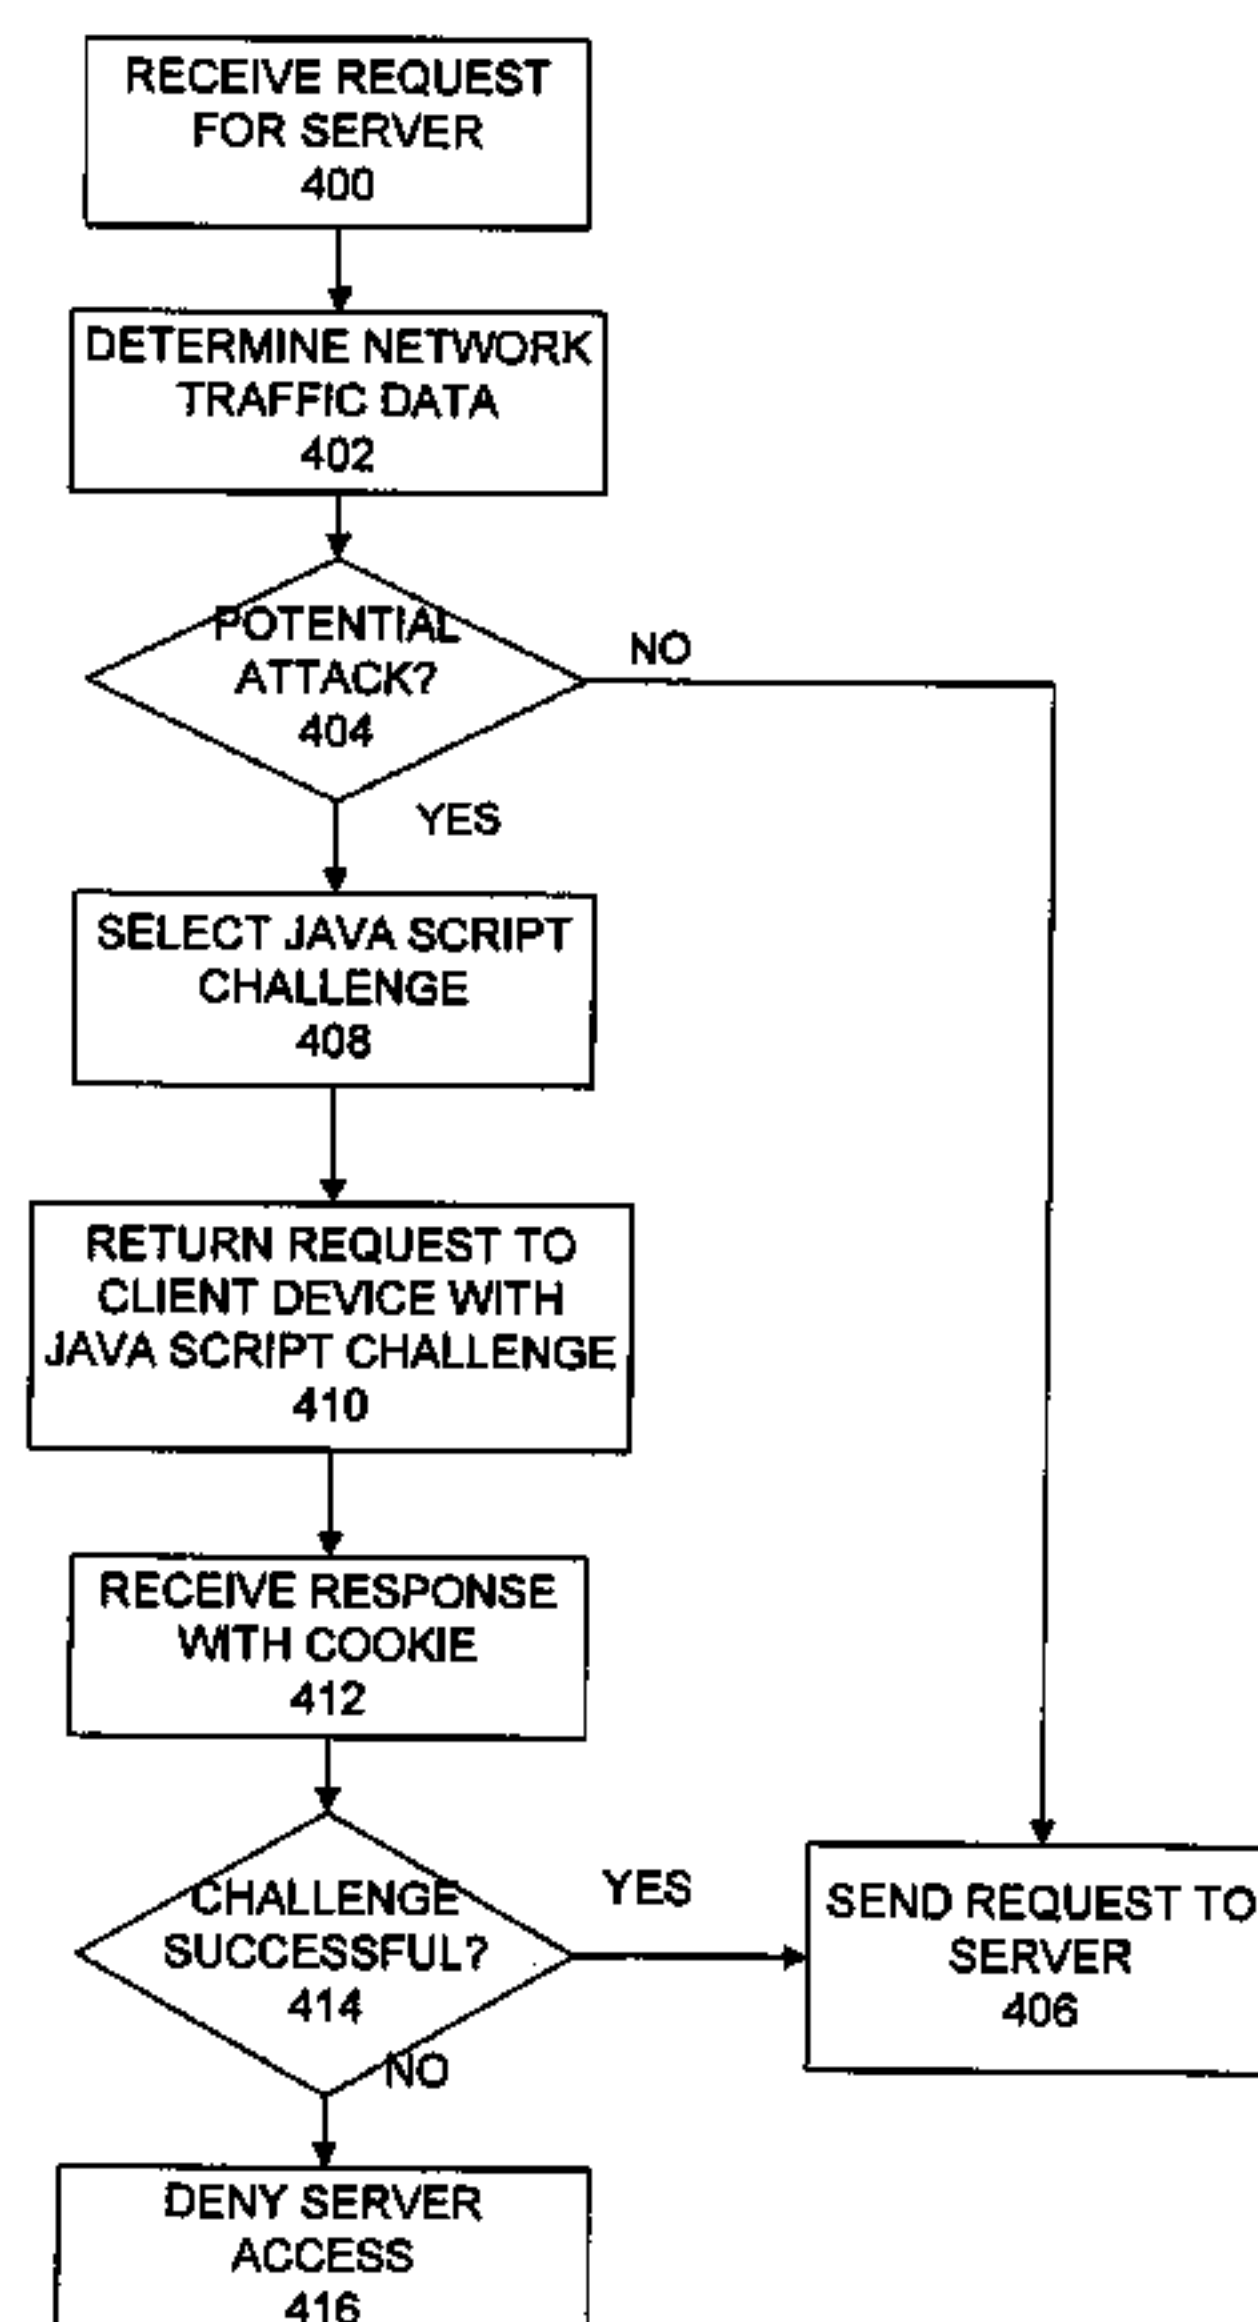 RECEIVE REQUEST
FOR SERVER
400
DETERMINE NETWORK
TRAFFIC DATA
402
POTENTIAL
ATTACK?
404
NO
YES
SELECT JAVA SCRIPT
CHALLENGE
408
RETURN REQUEST TO
CLIENT DEVICE WITH
JAVA SCRIPT CHALLENGE
410
RECEIVE RESPONSE
WITH COOKIE
412
CHALLENGE
SUCCESSFUL?
414
YES
NO
SEND REQUEST TO
SERVER
406
DENY SERVER
ACCESS
416